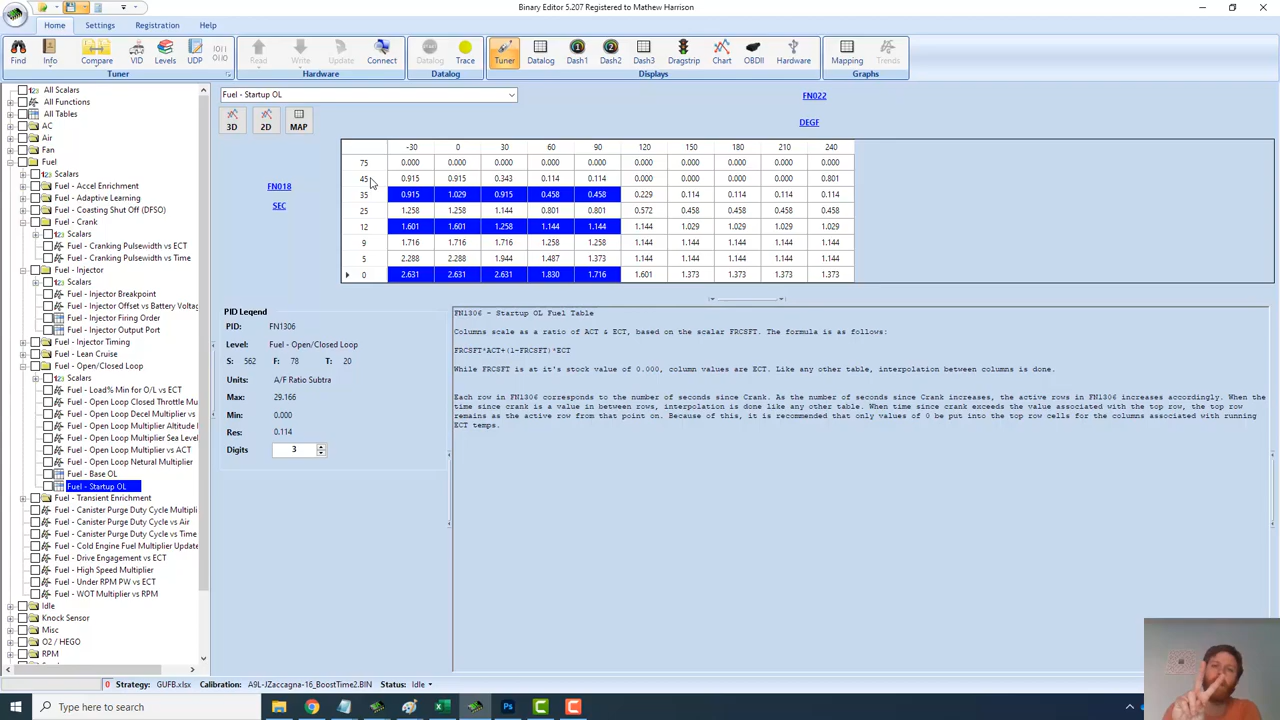 Binary Editor 5.207 Registered to Mathew Harrison
Home Settings Registration Help
Find Info Compare VID Levels UDP Read Write Update Connect Datalog Trace Tuner Datalog Dash1 Dash2 Dash3 Dragstrip Chart OBDII Hardware Mapping Trends
Tuner Hardware Datalog Displays Graphs
All Scalars
All Functions
All Tables
AC
Air
Fan
Fuel
Scalars
Fuel - Accel Enrichment
Fuel - Adaptive Learning
Fuel - Coasting Shut Off (DFSO)
Fuel - Crank
Scalars
Fuel - Cranking Pulsewidth vs ECT
Fuel - Cranking Pulsewidth vs Time
Fuel - Injector
Scalars
Fuel - Injector Breakpoint
Fuel - Injector Offset vs Battery Voltag
Fuel - Injector Firing Order
Fuel - Injector Output Port
Fuel - Injector Timing
Fuel - Lean Cruise
Fuel - Open/Closed Loop
Scalars
Fuel - Load% Min for O/L vs ECT
Fuel - Open Loop Closed Throttle Mu
Fuel - Open Loop Decel Multiplier vs
Fuel - Open Loop Multiplier Altitude
Fuel - Open Loop Multiplier Sea Level
Fuel - Open Loop Multiplier vs ACT
Fuel - Open Loop Netural Multiplier
Fuel - Base OL
Fuel - Startup OL
Fuel - Transient Enrichment
Fuel - Canister Purge Duty Cycle Multipli
Fuel - Canister Purge Duty Cycle vs Air
Fuel - Canister Purge Duty Cycle vs Time
Fuel - Cold Engine Fuel Multiplier Update
Fuel - Drive Engagement vs ECT
Fuel - High Speed Multiplier
Fuel - Under RPM PW vs ECT
Fuel - WOT Multiplier vs RPM
Idle
Knock Sensor
Misc
O2 / HEGO
RPM
Fuel - Startup OL
FN022
3D 2D MAP
DEGF
FN018
SEC
-30 0 30 60 90 120 150 180 210 240
75 0.000 0.000 0.000 0.000 0.000 0.000 0.000 0.000 0.000 0.000
45 0.915 0.915 0.343 0.114 0.114 0.000 0.000 0.000 0.000 0.801
35 0.915 1.029 0.915 0.458 0.458 0.229 0.114 0.114 0.114 0.114
25 1.258 1.258 1.144 0.801 0.801 0.572 0.458 0.458 0.458 0.458
12 1.601 1.601 1.258 1.144 1.144 1.144 1.029 1.029 1.029 1.029
9 1.716 1.716 1.716 1.258 1.258 1.144 1.144 1.144 1.144 1.144
5 2.288 2.288 1.944 1.487 1.373 1.144 1.144 1.144 1.144 1.144
0 2.631 2.631 2.631 1.830 1.716 1.601 1.373 1.373 1.373 1.373
PID Legend
PID: FN1306
Level: Fuel - Open/Closed Loop
S: 562 F: 78 T: 20
Units: A/F Ratio Subtra
Max: 29.166
Min: 0.000
Res: 0.114
Digits 3
FN1306 - Startup OL Fuel Table
Columns scale as a ratio of ACT & ECT, based on the scalar FRCSFT. The formula is as follows:
FRCSFT*ACT+(1-FRCSFT)*ECT
While FRCSFT is at it's stock value of 0.000, column values are ECT. Like any other table, interpolation between columns is done.
Each row in FN1306 corresponds to the number of seconds since Crank. As the number of seconds since Crank increases, the active rows in FN1306 increases accordingly. When the
time since crank is a value in between rows, interpolation is done like any other table. When time since crank exceeds the value associated with the top row, the top row
remains as the active row from that point on. Because of this, it is recommended that only values of 0 be put into the top row cells for the columns associated with running
ECT temps.
0 Strategy: GUFB.xlsx Calibration: A9L-JZaccagna-16_BoostTime2.BIN Status: Idle
Type here to search